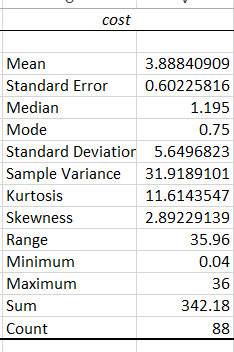 cost
Mean 3.88840909
Standard Error 0.60225816
Median 1.195
Mode 0.75
Standard Deviation 5.6496823
Sample Variance 31.9189101
Kurtosis 11.6143547
Skewness 2.89229139
Range 35.96
Minimum 0.04
Maximum 36
Sum 342.18
Count 88